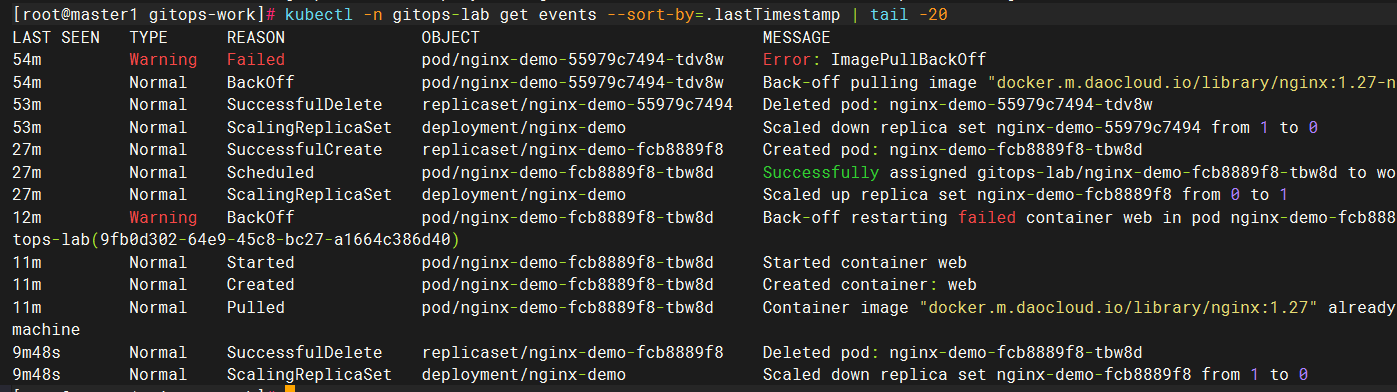 [root@master1 gitops-work]# kubectl -n gitops-lab get events --sort-by=.lastTimestamp | tail -20
LAST SEEN   TYPE      REASON              OBJECT                             MESSAGE
54m         Warning   Failed              pod/nginx-demo-55979c7494-tdv8w    Error: ImagePullBackOff
54m         Normal    BackOff             pod/nginx-demo-55979c7494-tdv8w    Back-off pulling image "docker.m.daocloud.io/library/nginx:1.27-n
53m         Normal    SuccessfulDelete    replicaset/nginx-demo-55979c7494   Deleted pod: nginx-demo-55979c7494-tdv8w
53m         Normal    ScalingReplicaSet   deployment/nginx-demo              Scaled down replica set nginx-demo-55979c7494 from 1 to 0
27m         Normal    SuccessfulCreate    replicaset/nginx-demo-fcb8889f8    Created pod: nginx-demo-fcb8889f8-tbw8d
27m         Normal    Scheduled           pod/nginx-demo-fcb8889f8-tbw8d     Successfully assigned gitops-lab/nginx-demo-fcb8889f8-tbw8d to wo
27m         Normal    ScalingReplicaSet   deployment/nginx-demo              Scaled up replica set nginx-demo-fcb8889f8 from 0 to 1
12m         Warning   BackOff             pod/nginx-demo-fcb8889f8-tbw8d     Back-off restarting failed container web in pod nginx-demo-fcb888
tops-lab(9fb0d302-64e9-45c8-bc27-a1664c386d40)
11m         Normal    Started             pod/nginx-demo-fcb8889f8-tbw8d     Started container web
11m         Normal    Created             pod/nginx-demo-fcb8889f8-tbw8d     Created container: web
11m         Normal    Pulled              pod/nginx-demo-fcb8889f8-tbw8d     Container image "docker.m.daocloud.io/library/nginx:1.27" already
machine
9m48s       Normal    SuccessfulDelete    replicaset/nginx-demo-fcb8889f8    Deleted pod: nginx-demo-fcb8889f8-tbw8d
9m48s       Normal    ScalingReplicaSet   deployment/nginx-demo              Scaled down replica set nginx-demo-fcb8889f8 from 1 to 0